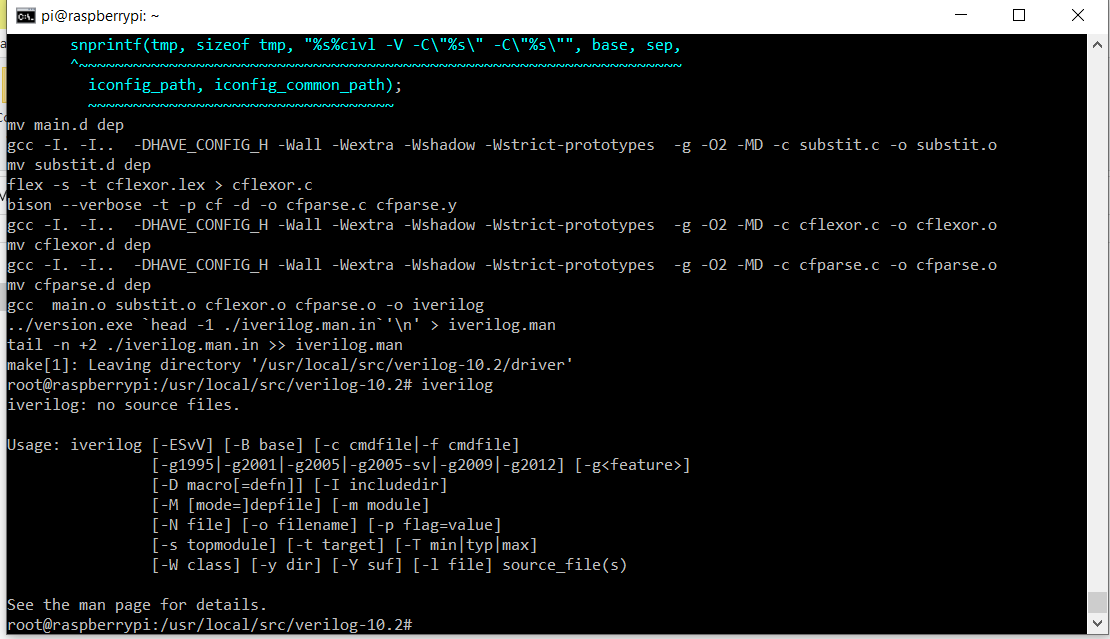 pi@raspberrypi: ~
snprintf(tmp, sizeof tmp, "%s%civl -V -C\"%s\" -C\"%s\"", base, sep,
^~~~~~~~~~~~~~~~~~~~~~~~~~~~~~~~~~~~~~~~~~~~~~~~~~~~~~~~~~~~~~~~~~~~
iconfig_path, iconfig_common_path);
~~~~~~~~~~~~~~~~~~~~~~~~~~~~~~~~~~
mv main.d dep
gcc -I. -I..  -DHAVE_CONFIG_H -Wall -Wextra -Wshadow -Wstrict-prototypes  -g -O2 -MD -c substit.c -o substit.o
mv substit.d dep
flex -s -t cflexor.lex > cflexor.c
bison --verbose -t -p cf -d -o cfparse.c cfparse.y
gcc -I. -I..  -DHAVE_CONFIG_H -Wall -Wextra -Wshadow -Wstrict-prototypes  -g -O2 -MD -c cflexor.c -o cflexor.o
mv cflexor.d dep
gcc -I. -I..  -DHAVE_CONFIG_H -Wall -Wextra -Wshadow -Wstrict-prototypes  -g -O2 -MD -c cfparse.c -o cfparse.o
mv cfparse.d dep
gcc  main.o substit.o cflexor.o cfparse.o -o iverilog
../version.exe `head -1 ./iverilog.man.in`'\n' > iverilog.man
tail -n +2 ./iverilog.man.in >> iverilog.man
make[1]: Leaving directory '/usr/local/src/verilog-10.2/driver'
root@raspberrypi:/usr/local/src/verilog-10.2# iverilog
iverilog: no source files.
Usage: iverilog [-ESvV] [-B base] [-c cmdfile|-f cmdfile]
[-g1995|-g2001|-g2005|-g2005-sv|-g2009|-g2012] [-g<feature>]
[-D macro[=defn]] [-I includedir]
[-M [mode=]depfile] [-m module]
[-N file] [-o filename] [-p flag=value]
[-s topmodule] [-t target] [-T min|typ|max]
[-W class] [-y dir] [-Y suf] [-l file] source_file(s)
See the man page for details.
root@raspberrypi:/usr/local/src/verilog-10.2#